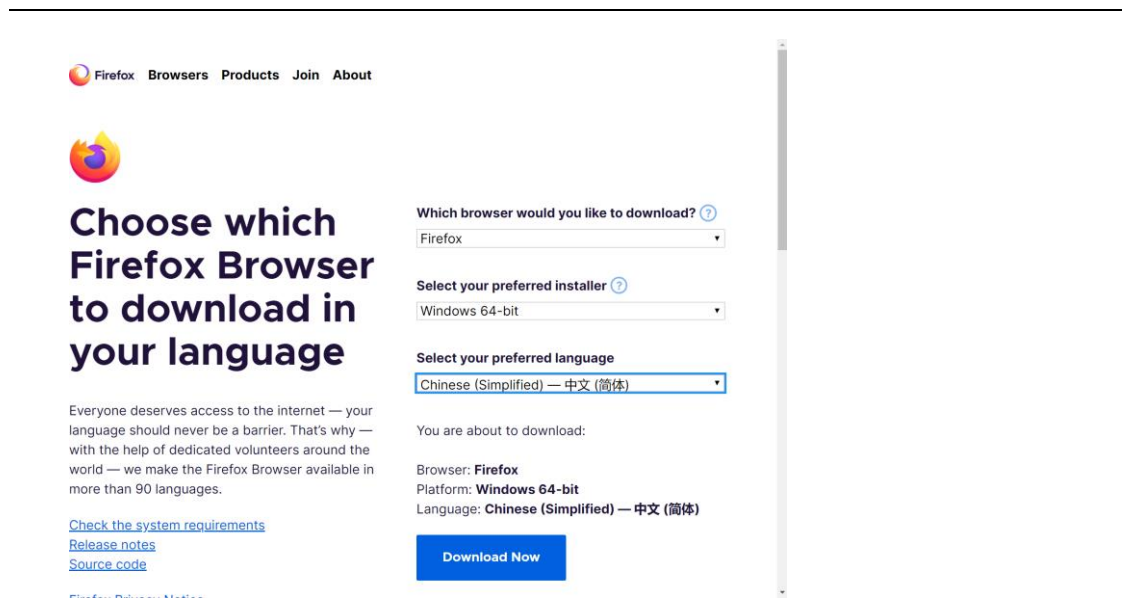 Firefox Browsers Products Join About
Choose which
Firefox Browser
to download in
your language
Everyone deserves access to the internet — your
language should never be a barrier. That's why —
with the help of dedicated volunteers around the
world — we make the Firefox Browser available in
more than 90 languages.
Check the system requirements
Release notes
Source code
Firefox Privacy Notice
Which browser would you like to download? ?
Firefox
Select your preferred installer ?
Windows 64-bit
Select your preferred language
Chinese (Simplified) — 中文 (简体)
You are about to download:
Browser: Firefox
Platform: Windows 64-bit
Language: Chinese (Simplified) — 中文 (简体)
Download Now